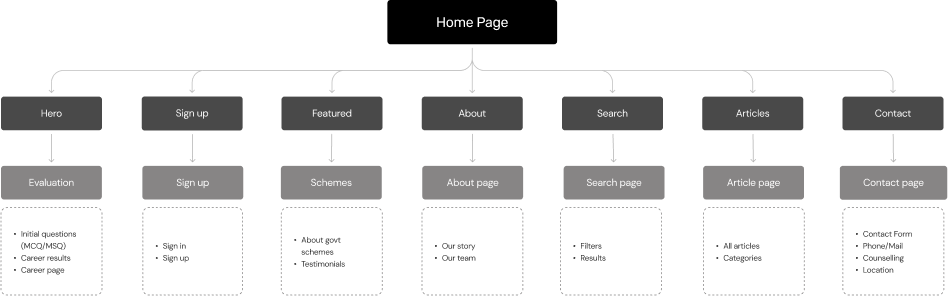 Home Page
Hero
Sign up
Featured
About
Search
Articles
Contact
Evaluation
Sign up
Schemes
About page
Search page
Article page
Contact page
• Initial questions
(MCQ/MSQ)
• Career results
• Career page
• Sign in
• Sign up
• About govt
schemes
• Testimonials
• Our story
• Our team
• Filters
• Results
• All articles
• Categories
• Contact Form
• Phone/Mail
• Counselling
• Location